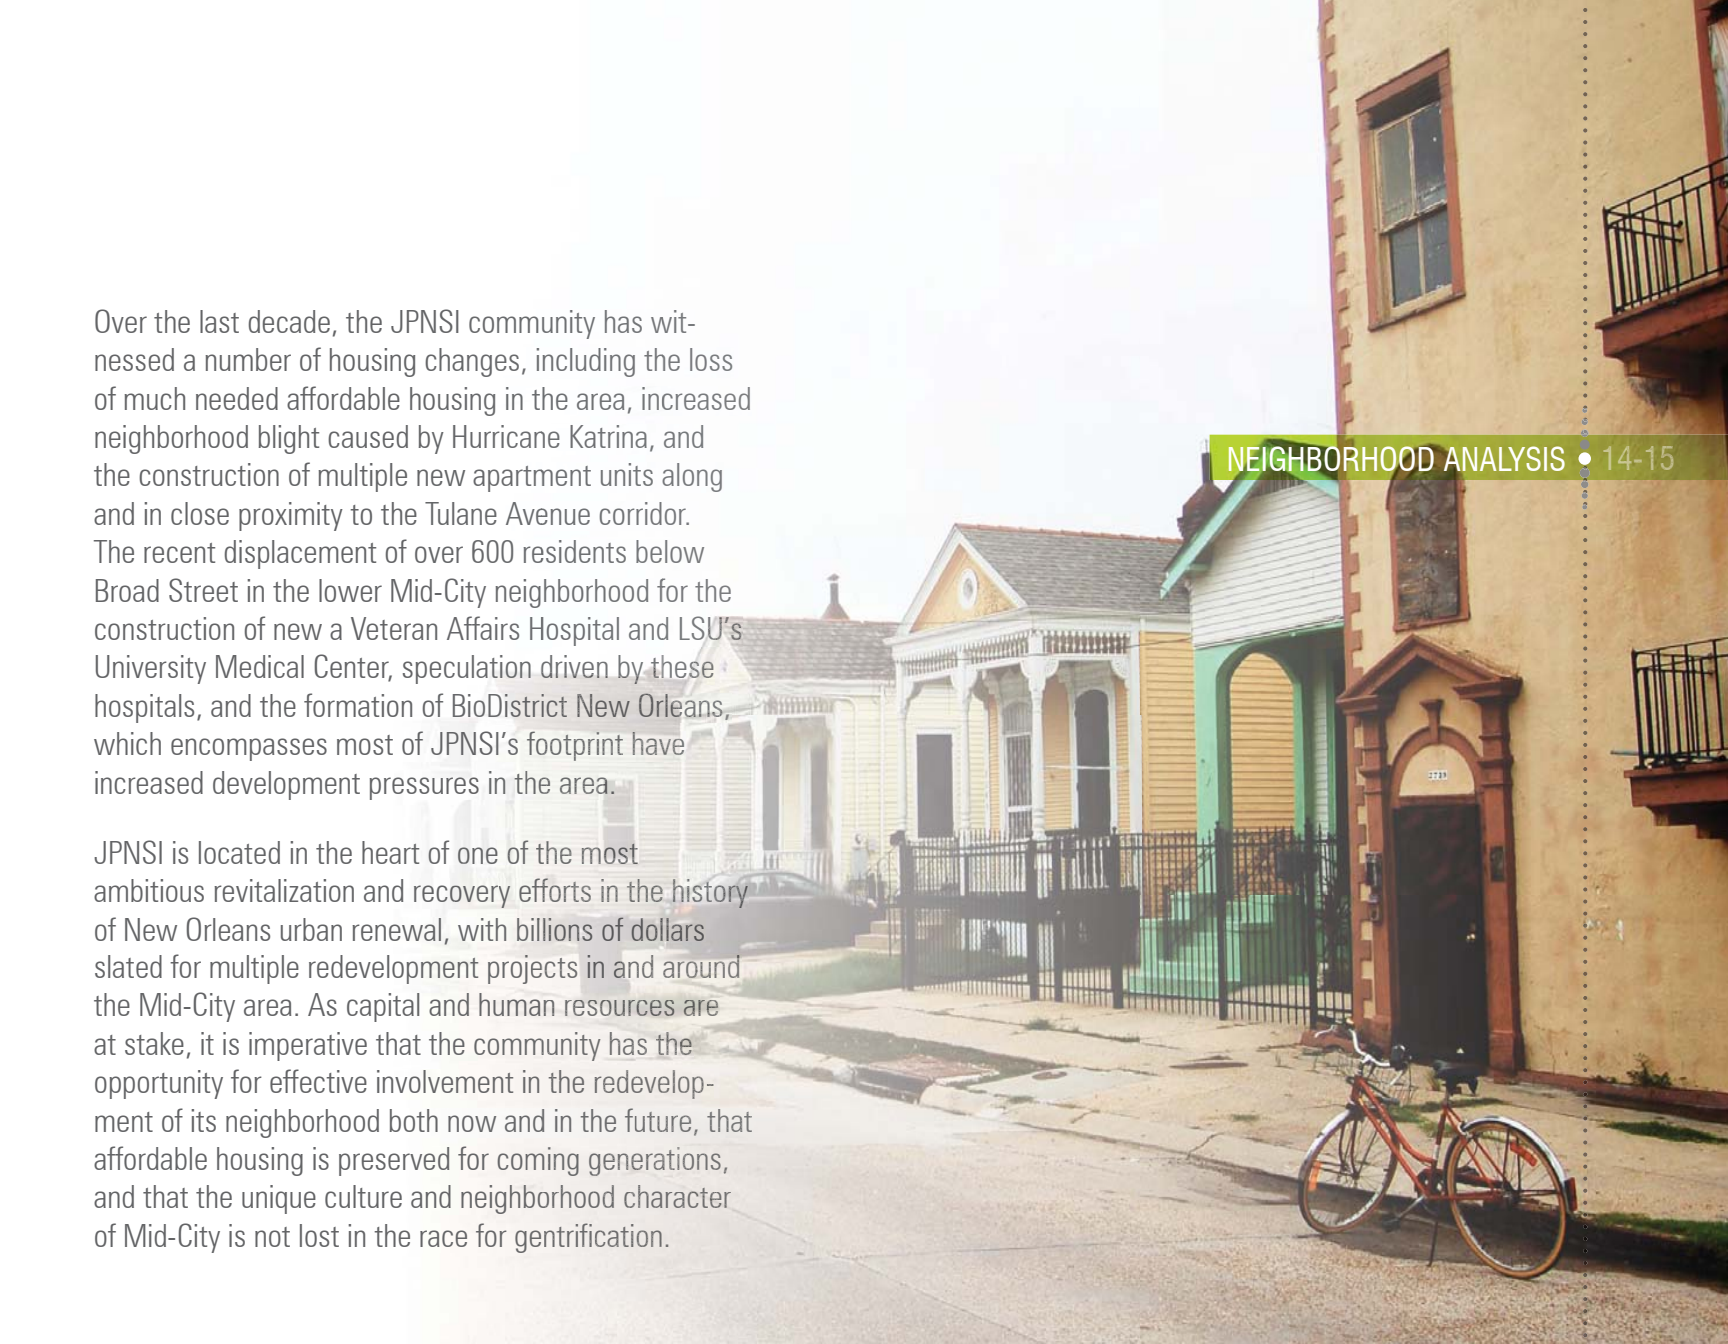 Over the last decade, the JPNSI community has wit-
nessed a number of housing changes, including the loss
of much needed affordable housing in the area, increased
neighborhood blight caused by Hurricane Katrina, and
the construction of multiple new apartment units along
and in close proximity to the Tulane Avenue corridor.
The recent displacement of over 600 residents below
Broad Street in the lower Mid-City neighborhood for the
construction of new a Veteran Affairs Hospital and LSU's
University Medical Center, speculation driven by these
hospitals, and the formation of BioDistrict New Orleans,
which encompasses most of JPNSI's footprint have
increased development pressures in the area.
JPNSI is located in the heart of one of the most
ambitious revitalization and recovery efforts in the history
of New Orleans urban renewal, with billions of dollars
slated for multiple redevelopment projects in and around
the Mid-City area. As capital and human resources are
at stake, it is imperative that the community has the
opportunity for effective involvement in the redevelop-
ment of its neighborhood both now and in the future, that
affordable housing is preserved for coming generations,
and that the unique culture and neighborhood character
of Mid-City is not lost in the race for gentrification.
NEIGHBORHOOD ANALYSIS • 14-15